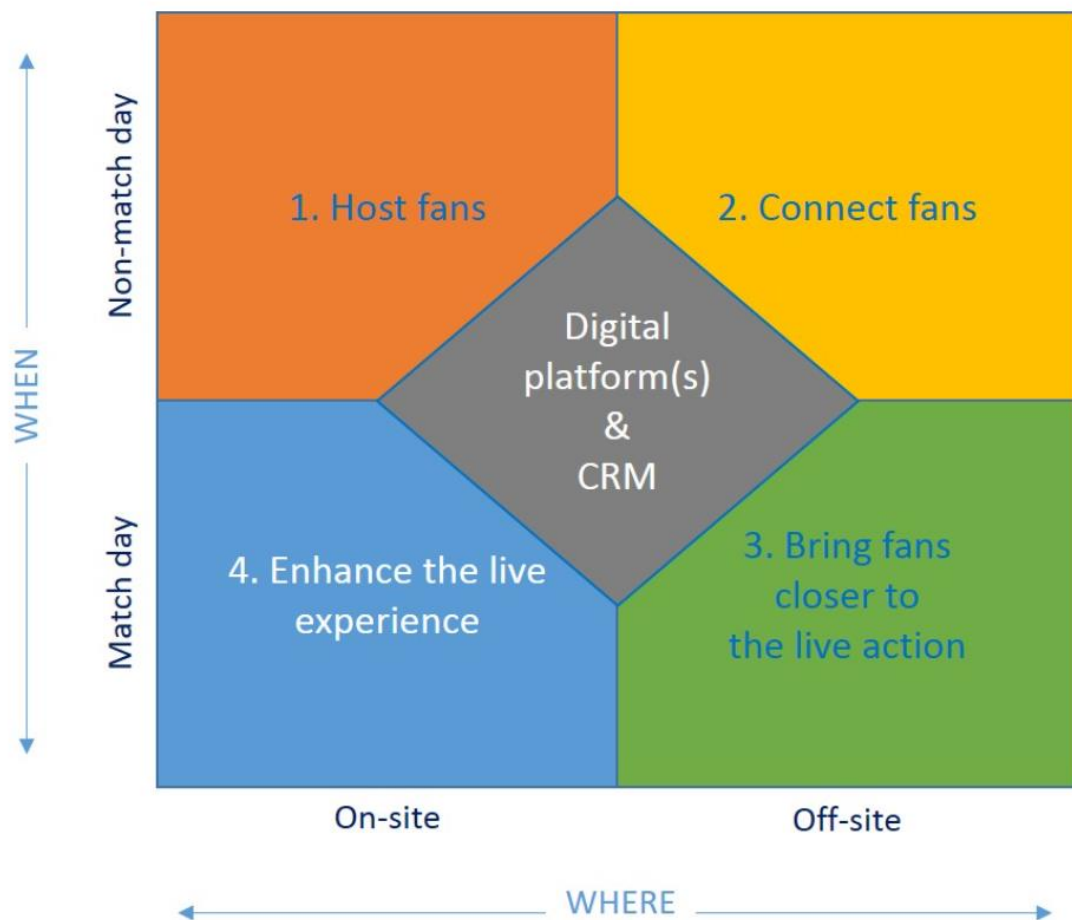 Non-match day
1. Host fans
2. Connect fans
Digital
platform(s)
&
CRM
WHEN
Match day
4. Enhance the live
experience
3. Bring fans
closer to
the live action
On-site
Off-site
WHERE